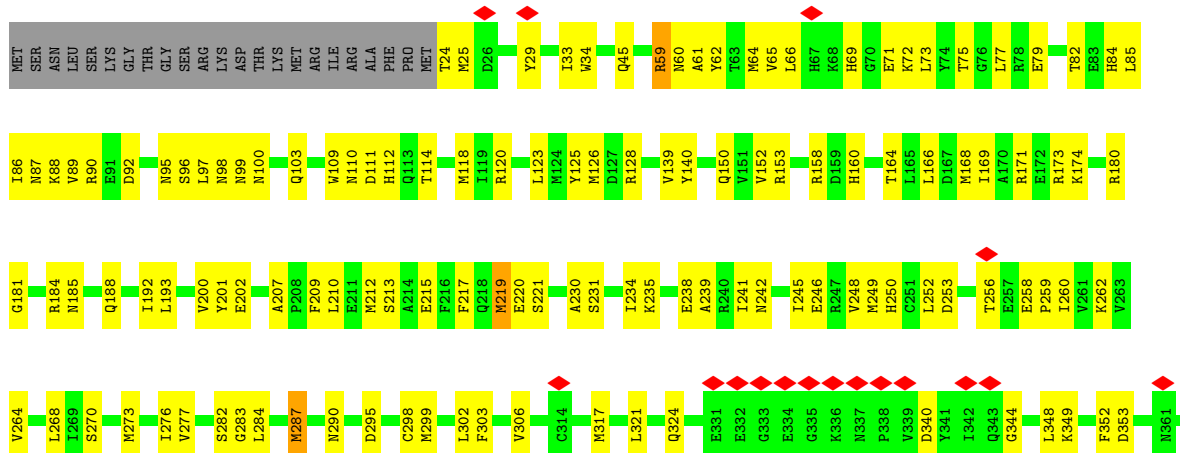 MET SER ASN LEU SER LYS GLY THR GLY SER ARG LYS ASP THR LYS MET ARG ILE ARG ALA PHE PRO MET T24 M25 D26 Y29 I33 W34 Q45 R59 N60 A61 Y62 T63 M64 V65 L66 H67 K68 H69 G70 E71 K72 L73 Y74 T75 G76 L77 R78 E79 T82 E83 H84 L85
I86 N87 K88 V89 R90 E91 D92 N95 S96 L97 N98 N99 N100 Q103 W109 N110 D111 H112 Q113 T114 M118 I119 R120 L123 M124 Y125 M126 D127 R128 V139 Y140 Q150 V151 V152 R153 R158 D159 H160 T164 L165 L166 D167 M168 I169 A170 R171 E172 R173 K174 R180
G181 R184 N185 Q188 I192 L193 V200 Y201 E202 A207 P208 F209 L210 E211 M212 S213 A214 E215 F216 F217 Q218 M219 E220 S221 A230 S231 I234 K235 E238 A239 R240 I241 N242 I245 E246 R247 V248 M249 H250 C251 L252 D253 T256 E257 E258 P259 I260 V261 K262 V263
V264 L268 I269 S270 M273 I276 V277 S282 G283 L284 M287 N290 D295 C298 M299 L302 F303 V306 C314 M317 L321 Q324 E331 E332 G333 E334 G335 K336 N337 P338 V339 D340 Y341 I342 Q343 G344 L348 K349 F352 D353 N361